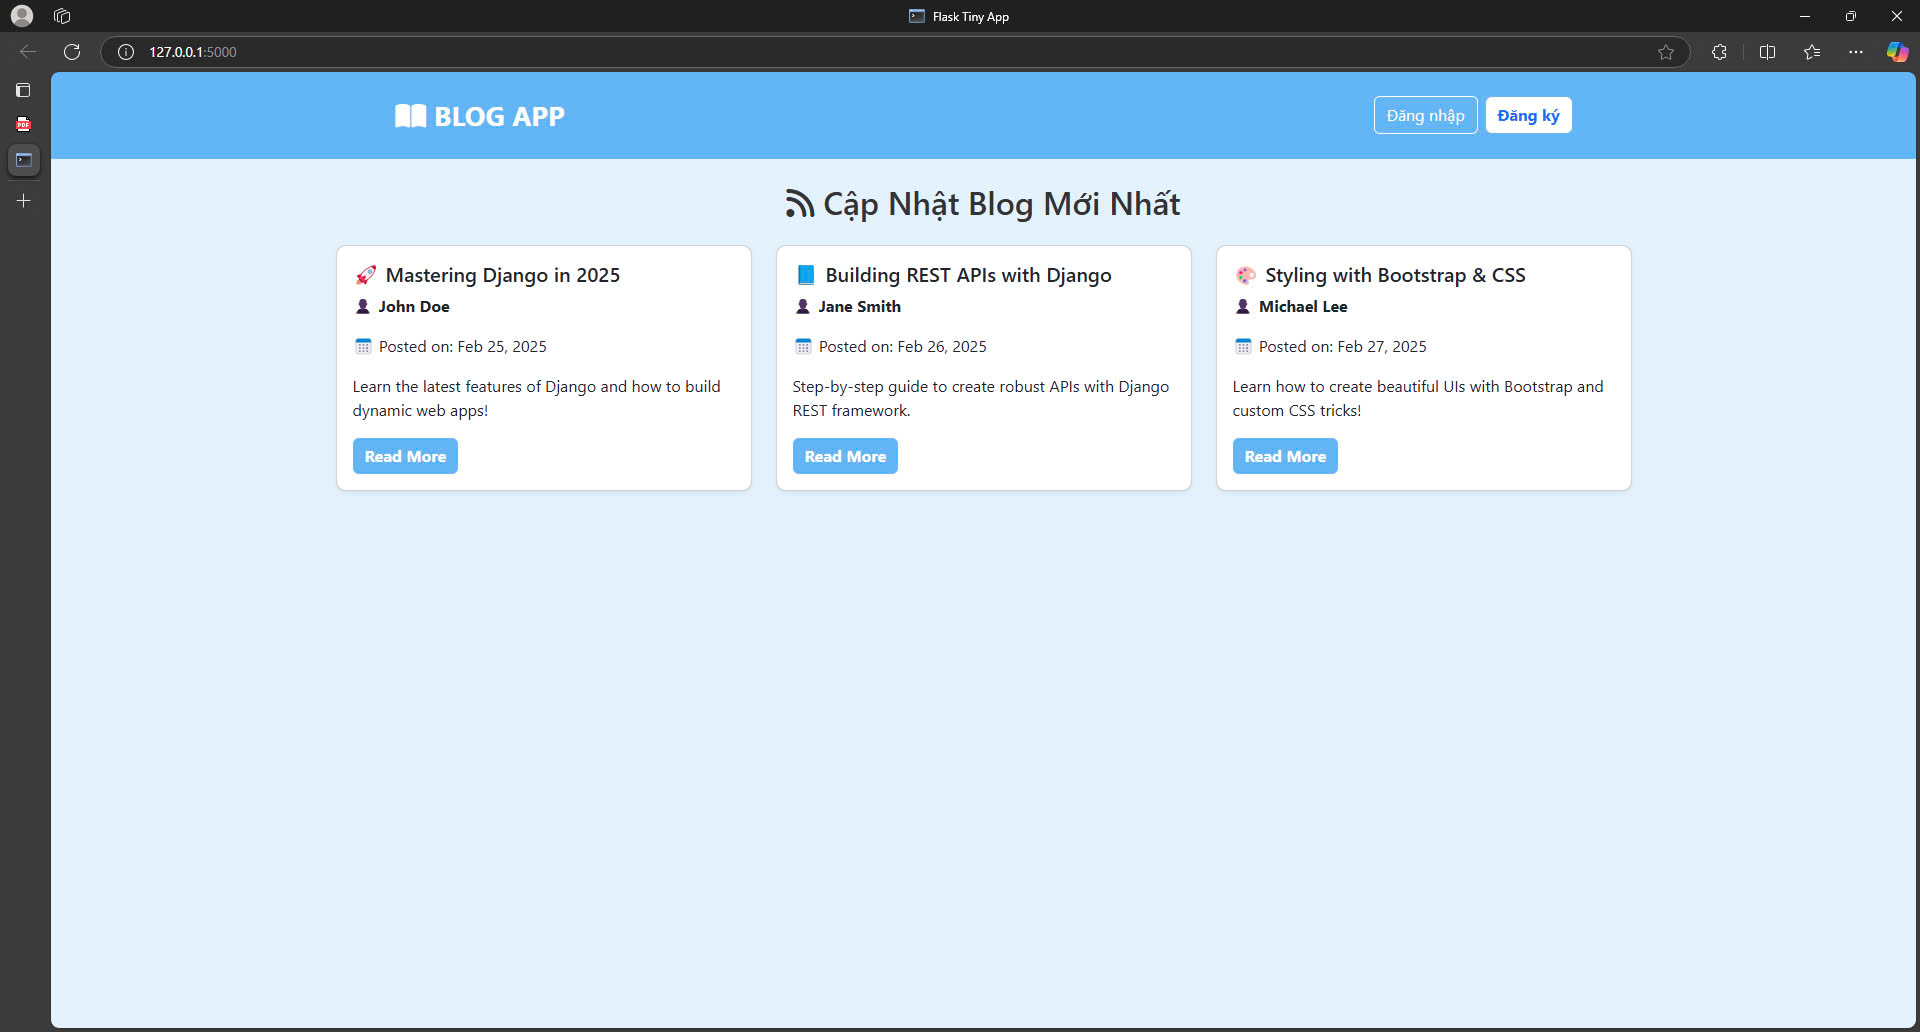 Flask Tiny App
127.0.0.1:5000
PDF
BLOG APP
Đăng nhập
Đăng ký
Cập Nhật Blog Mới Nhất
Mastering Django in 2025
John Doe
Posted on: Feb 25, 2025
Learn the latest features of Django and how to build
dynamic web apps!
Read More
Building REST APIs with Django
Jane Smith
Posted on: Feb 26, 2025
Step-by-step guide to create robust APIs with Django
REST framework.
Read More
Styling with Bootstrap & CSS
Michael Lee
Posted on: Feb 27, 2025
Learn how to create beautiful UIs with Bootstrap and
custom CSS tricks!
Read More